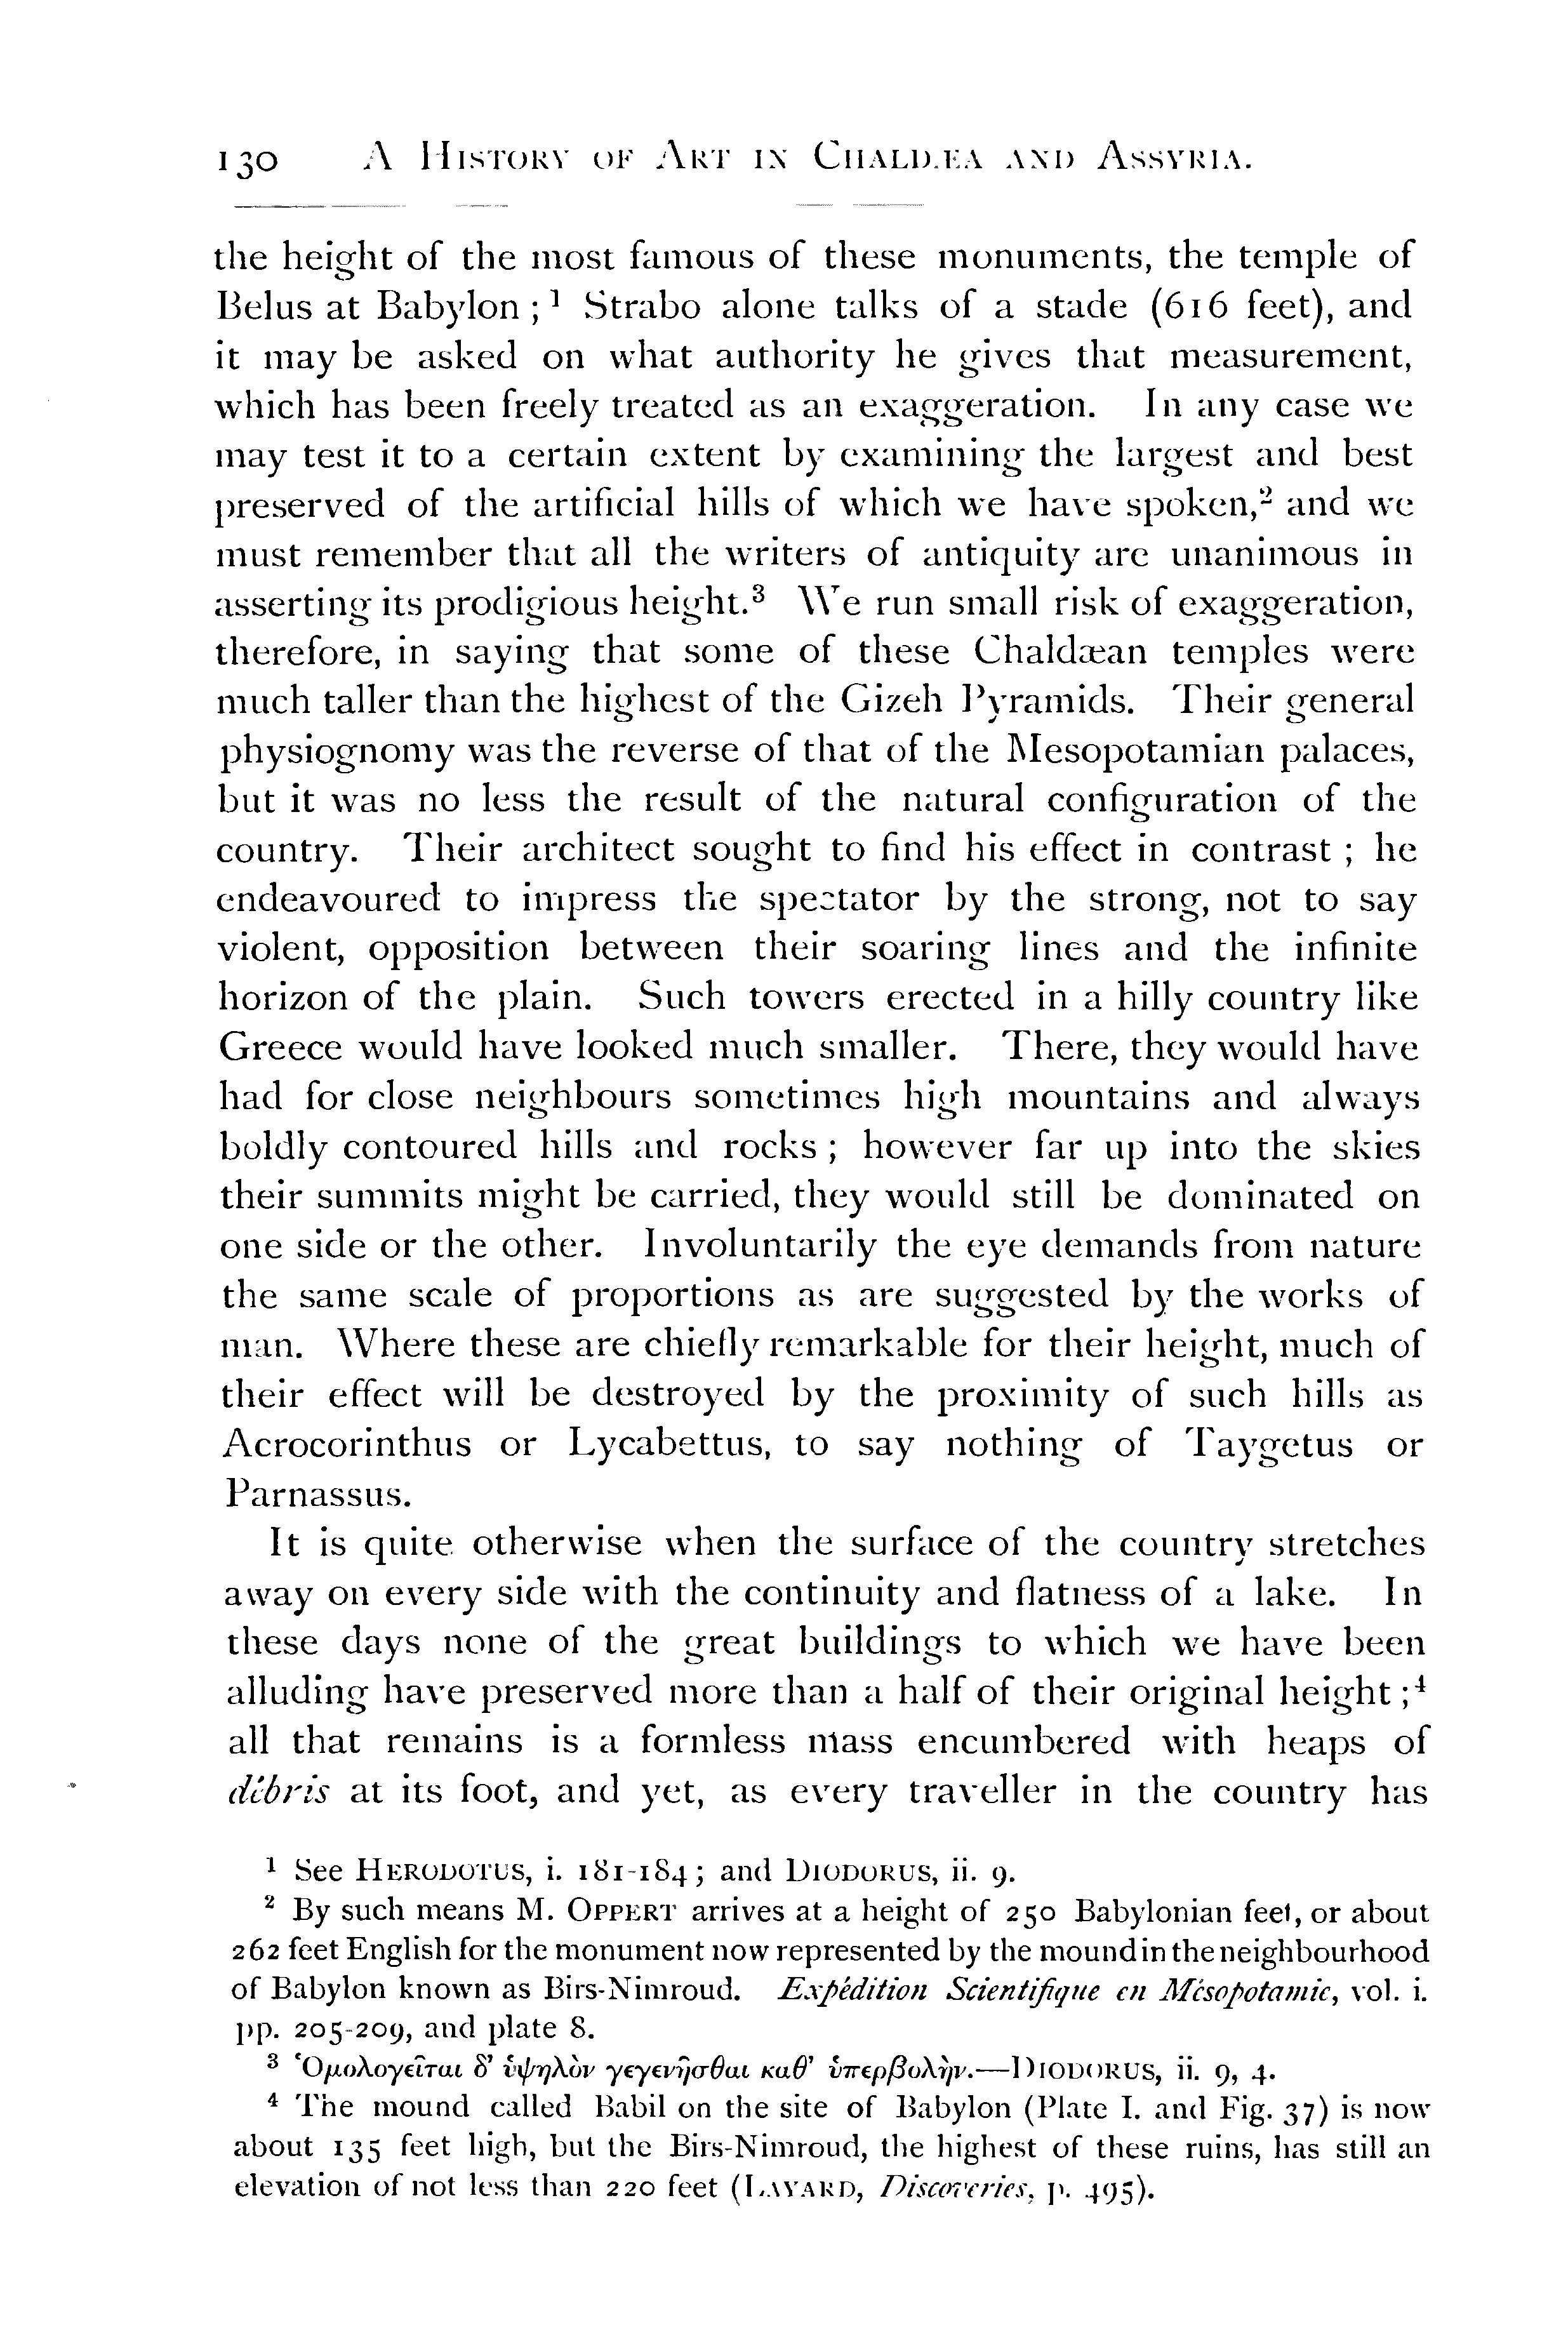 130 A History of Art in Chaldæa and Assyria.
the height of the most famous of these monuments, the temple of
Belus at Babylon ; ¹ Strabo alone talks of a stade (616 feet), and
it may be asked on what authority he gives that measurement,
which has been freely treated as an exaggeration. In any case we
may test it to a certain extent by examining the largest and best
preserved of the artificial hills of which we have spoken,² and we
must remember that all the writers of antiquity are unanimous in
asserting its prodigious height.³ We run small risk of exaggeration,
therefore, in saying that some of these Chaldæan temples were
much taller than the highest of the Gizeh Pyramids. Their general
physiognomy was the reverse of that of the Mesopotamian palaces,
but it was no less the result of the natural configuration of the
country. Their architect sought to find his effect in contrast ; he
endeavoured to impress the spectator by the strong, not to say
violent, opposition between their soaring lines and the infinite
horizon of the plain. Such towers erected in a hilly country like
Greece would have looked much smaller. There, they would have
had for close neighbours sometimes high mountains and always
boldly contoured hills and rocks ; however far up into the skies
their summits might be carried, they would still be dominated on
one side or the other. Involuntarily the eye demands from nature
the same scale of proportions as are suggested by the works of
man. Where these are chiefly remarkable for their height, much of
their effect will be destroyed by the proximity of such hills as
Acrocorinthus or Lycabettus, to say nothing of Taygetus or
Parnassus.
It is quite otherwise when the surface of the country stretches
away on every side with the continuity and flatness of a lake. In
these days none of the great buildings to which we have been
alluding have preserved more than a half of their original height ;⁴
all that remains is a formless mass encumbered with heaps of
débris at its foot, and yet, as every traveller in the country has
¹ See Herodotus, i. 181-184; and Diodorus, ii. 9.
² By such means M. Oppert arrives at a height of 250 Babylonian feet, or about
262 feet English for the monument now represented by the mound in the neighbourhood
of Babylon known as Birs-Nimroud. Expédition Scientifique en Mésopotamie, vol. i.
pp. 205-209, and plate 8.
³ Ὁμολογεῖται δ’ ὑψηλὸν γεγενῆσθαι καθ’ ὑπερβολήν.—Diodorus, ii. 9, 4.
⁴ The mound called Babil on the site of Babylon (Plate I. and Fig. 37) is now
about 135 feet high, but the Birs-Nimroud, the highest of these ruins, has still an
elevation of not less than 220 feet (Layard, Discoveries, p. 495).